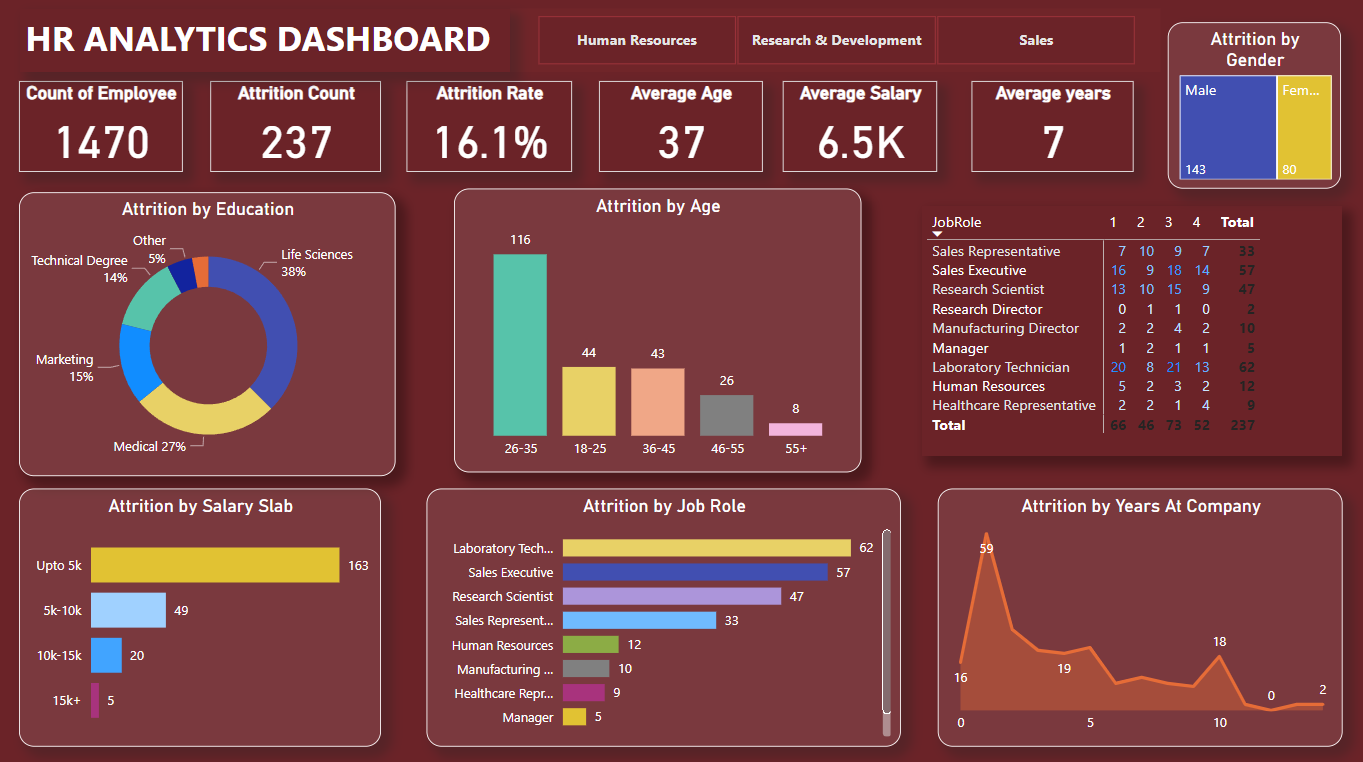 HR ANALYTICS DASHBOARD
Human Resources
Research & Development
Sales
Attrition by
Gender
Male
Fem...
143
80
Count of Employee
1470
Attrition Count
237
Attrition Rate
16.1%
Average Age
37
Average Salary
6.5K
Average years
7
Attrition by Education
Other
5%
Life Sciences
38%
Technical Degree
14%
Marketing
15%
Medical 27%
Attrition by Age
116
44
43
26
8
26-35
18-25
36-45
46-55
55+
JobRole 1 2 3 4 Total
Sales Representative 7 10 9 7 33
Sales Executive 16 9 18 14 57
Research Scientist 13 10 15 9 47
Research Director 0 1 1 0 2
Manufacturing Director 2 2 4 2 10
Manager 1 2 1 1 5
Laboratory Technician 20 8 21 13 62
Human Resources 5 2 3 2 12
Healthcare Representative 2 2 1 4 9
Total 66 46 73 52 237
Attrition by Salary Slab
Upto 5k 163
5k-10k 49
10k-15k 20
15k+ 5
Attrition by Job Role
Laboratory Tech... 62
Sales Executive 57
Research Scientist 47
Sales Represent... 33
Human Resources 12
Manufacturing ... 10
Healthcare Repr... 9
Manager 5
Attrition by Years At Company
59
16
19
18
0
2
0
5
10